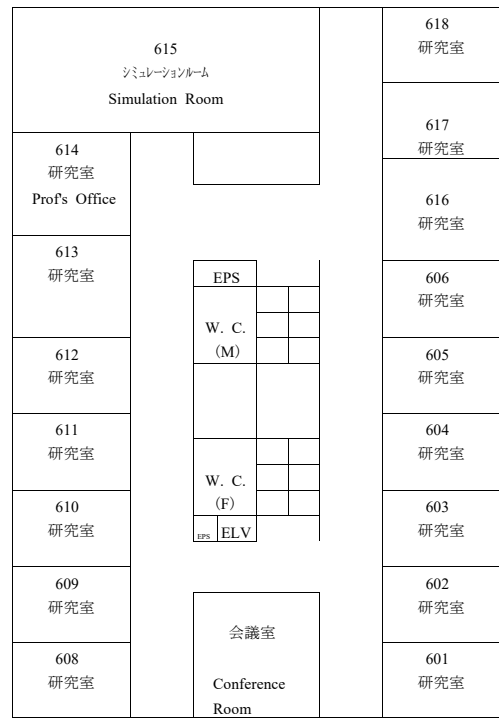 615
シミュレーションルーム
Simulation Room
618
研究室
617
研究室
614
研究室
Prof's Office
616
研究室
613
研究室
EPS
606
研究室
W. C.
(M)
612
研究室
605
研究室
611
研究室
604
研究室
W. C.
(F)
610
研究室
603
研究室
EPS ELV
609
研究室
602
研究室
会議室
Conference
Room
608
研究室
601
研究室